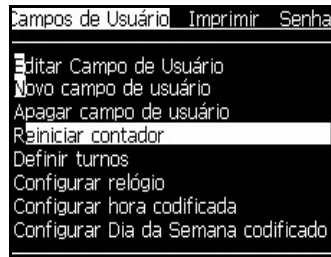 Campos de Usuário Imprimir Senha
Editar Campo de Usuário
Novo campo de usuário
Apagar campo de usuário
Reiniciar contador
Definir turnos
Configurar relógio
Configurar hora codificada
Configurar Dia da Semana codificado